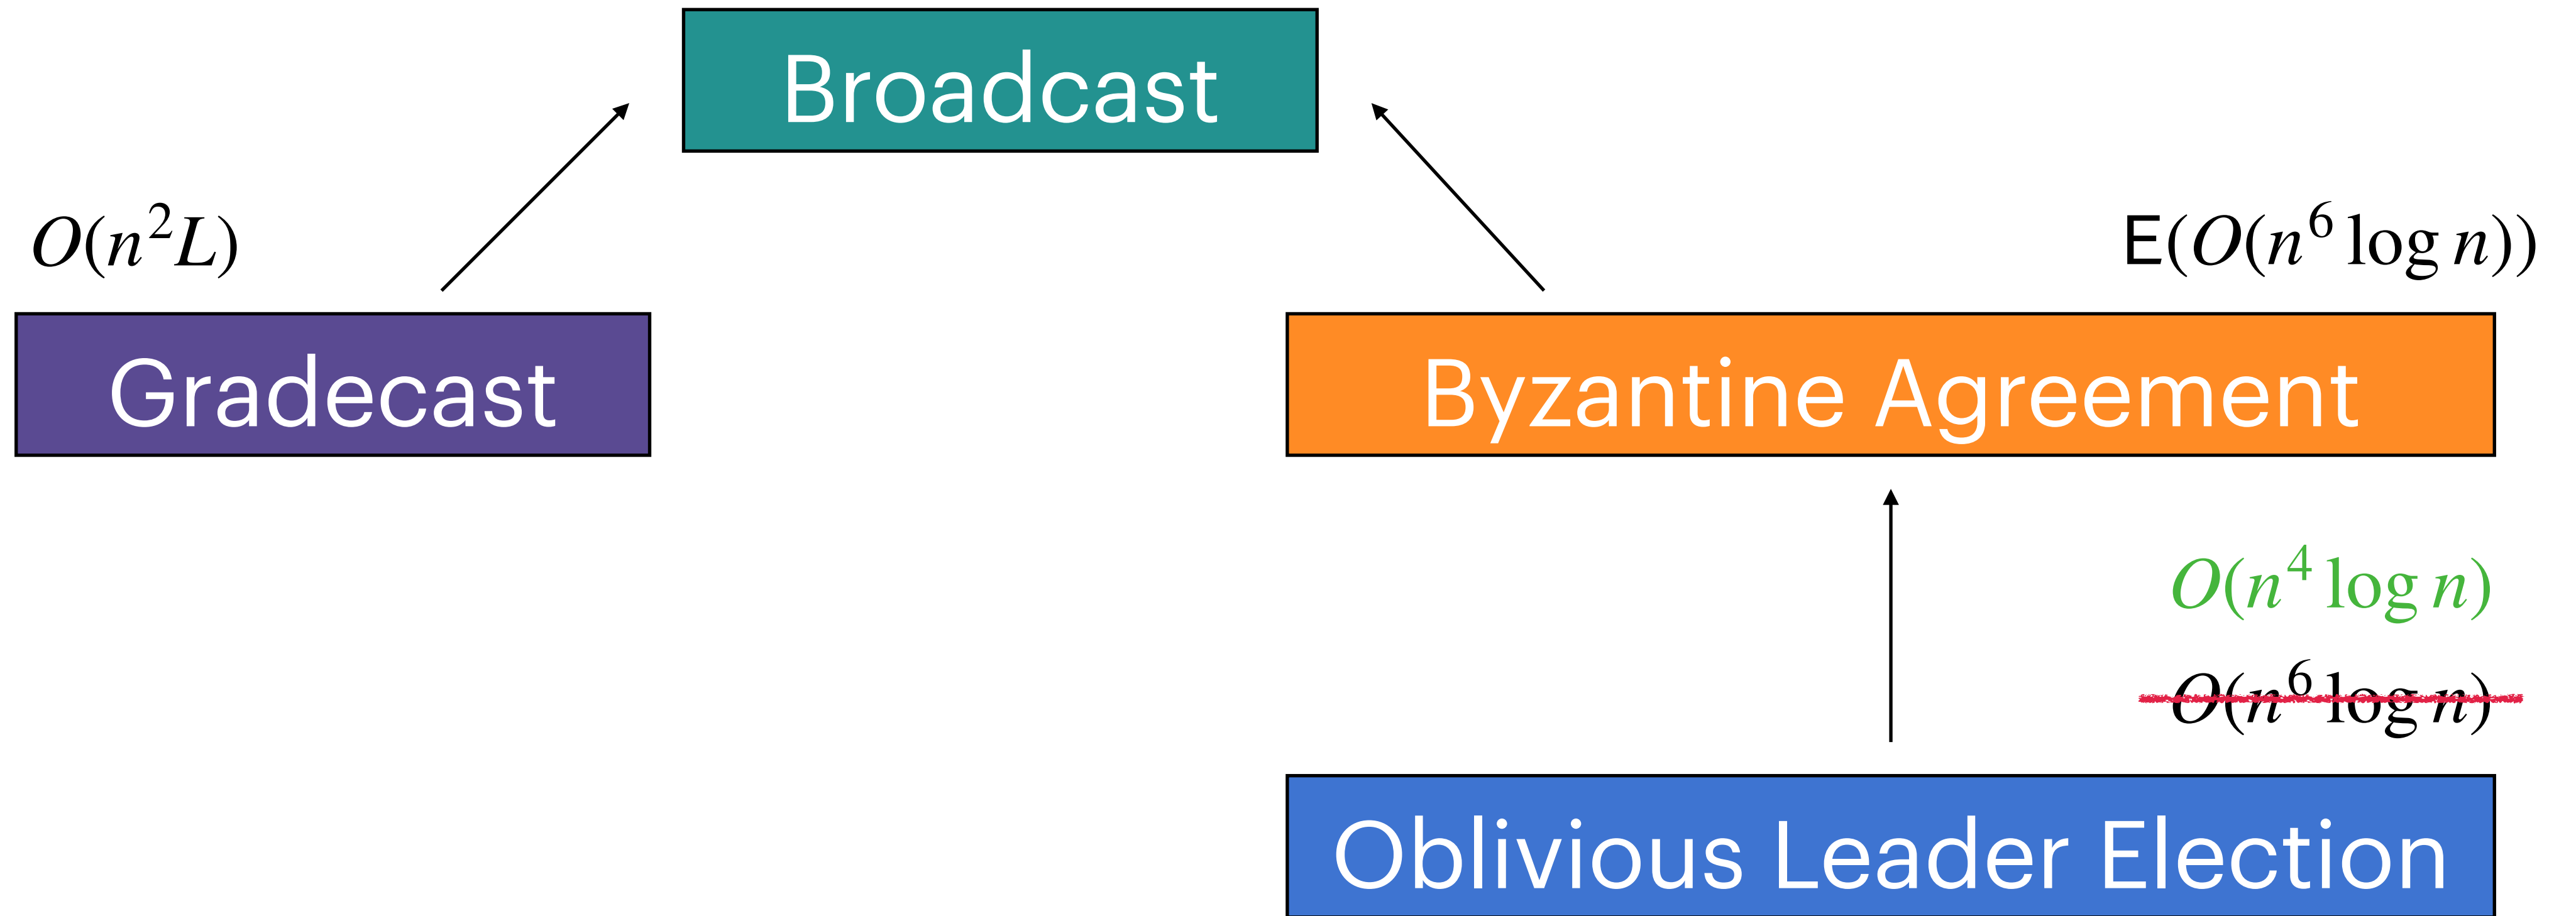 Broadcast
O(n²L)
E(O(n⁶ log n))
Gradecast
Byzantine Agreement
O(n⁴ log n)
O(n⁶ log n)
Oblivious Leader Election